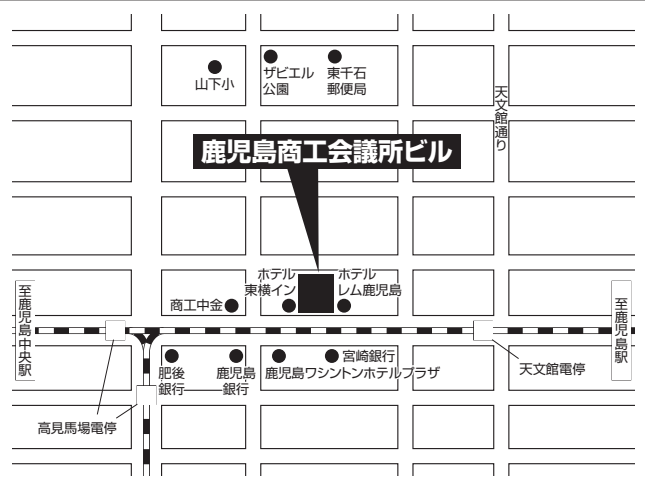 山下小
ザビエル
公園
東千石
郵便局
天文館通り
鹿児島商工会議所ビル
ホテル
東横イン
ホテル
レム鹿児島
商工中金
至鹿児島中央駅
至鹿児島駅
肥後
銀行
鹿児島
銀行
鹿児島ワシントンホテルプラザ
宮崎銀行
天文館電停
高見馬場電停